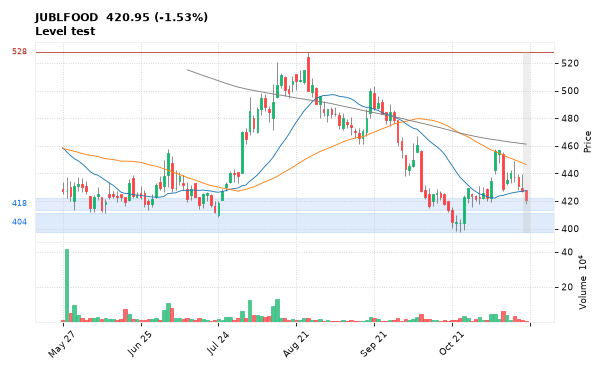 JUBLFOOD 420.95 (-1.53%)
Level test
528
418
404
520
500
480
460
440
420
400
Price
40
20
Volume 10⁴
May 27
Jun 25
Jul 24
Aug 21
Sep 21
Oct 21